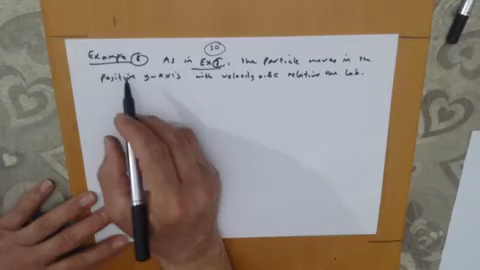 30
Example 6 As in Ex 5, the particle moves in the
positive y-axis with velocity 0.8c relative the lab.